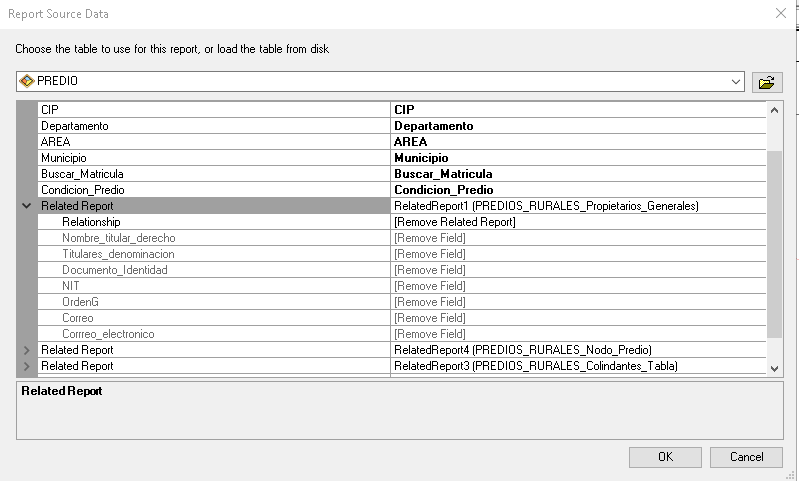 Report Source Data
Choose the table to use for this report, or load the table from disk
PREDIO
CIP CIP
Departamento Departamento
AREA AREA
Municipio Municipio
Buscar_Matricula Buscar_Matricula
Condicion_Predio Condicion_Predio
Related Report RelatedReport1 (PREDIOS_RURALES_Propietarios_Generales)
Relationship [Remove Related Report]
Nombre_titular_derecho [Remove Field]
Titulares_denominacion [Remove Field]
Documento_Identidad [Remove Field]
NIT [Remove Field]
OrdenG [Remove Field]
Correo [Remove Field]
Corrreo_electronico [Remove Field]
Related Report RelatedReport4 (PREDIOS_RURALES_Nodo_Predio)
Related Report RelatedReport3 (PREDIOS_RURALES_Colindantes_Tabla)
Related Report
OK Cancel